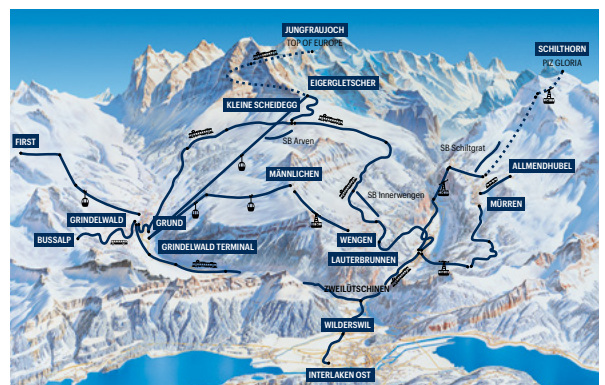 JUNGFRAUJOCH
TOP OF EUROPE
SCHILTHORN
PIZ GLORIA
EIGERGLETSCHER
KLEINE SCHEIDEGG
FIRST
SB Arven
SB Schiltgrat
ALLMENDHUBEL
MÄNNLICHEN
SB Innerwengen
MÜRREN
GRINDELWALD
GRUND
BUSSALP
GRINDELWALD TERMINAL
WENGEN
LAUTERBRUNNEN
ZWEILÜTSCHINEN
WILDERSWIL
INTERLAKEN OST